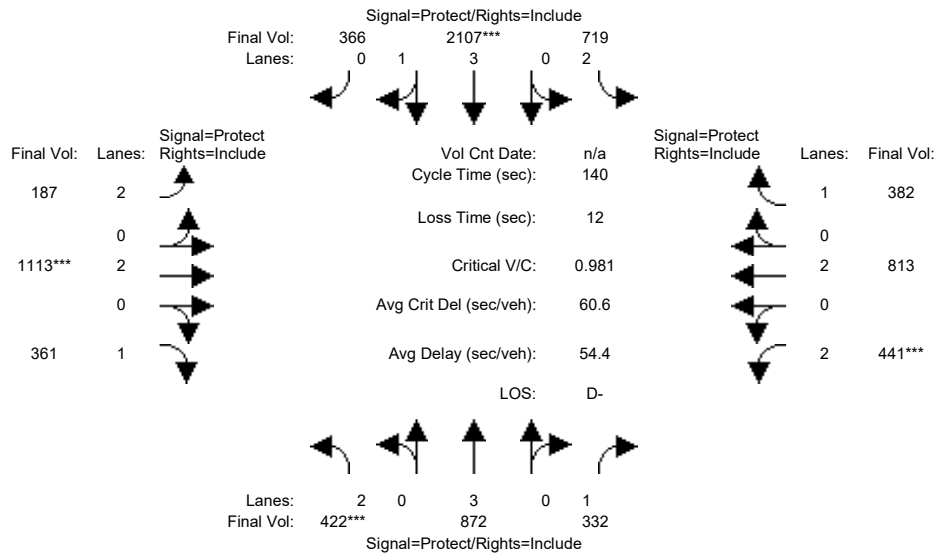 Signal=Protect/Rights=Include
Final Vol: 366 2107*** 719
Lanes: 0 1 3 0 2
Signal=Protect
Final Vol: Lanes: Rights=Include
Vol Cnt Date: n/a
Signal=Protect
Rights=Include Lanes: Final Vol:
Cycle Time (sec): 140
187 2
1 382
Loss Time (sec): 12
0
0
1113*** 2
Critical V/C: 0.981
2 813
0
Avg Crit Del (sec/veh): 60.6
0
361 1
Avg Delay (sec/veh): 54.4
2 441***
LOS: D-
Lanes: 2 0 3 0 1
Final Vol: 422*** 872 332
Signal=Protect/Rights=Include